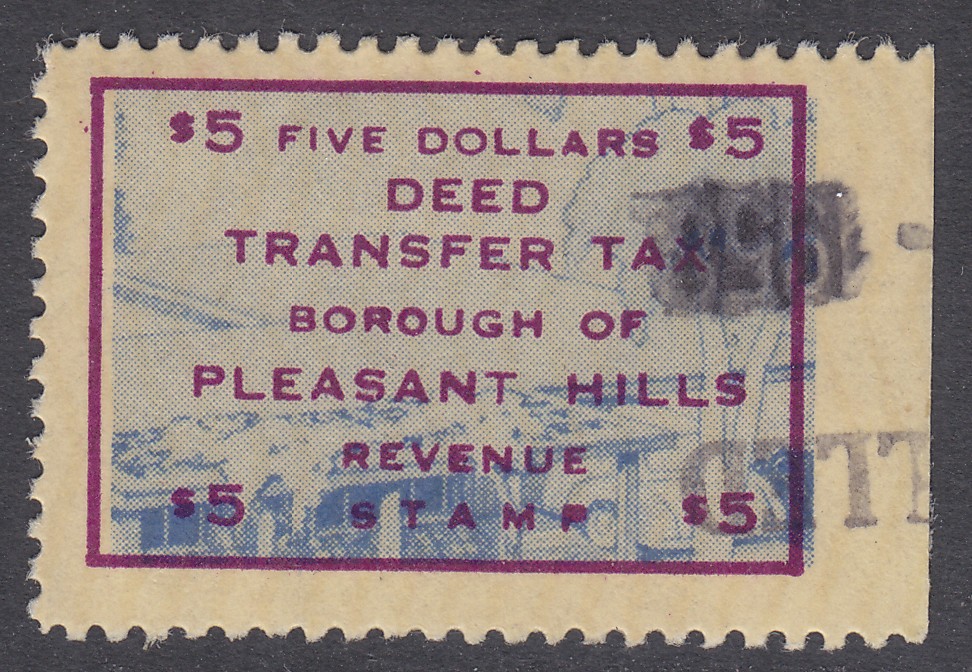 $5 FIVE DOLLARS $5
DEED
TRANSFER TAX
BOROUGH OF
PLEASANT HILLS
REVENUE
$5 STAMP $5